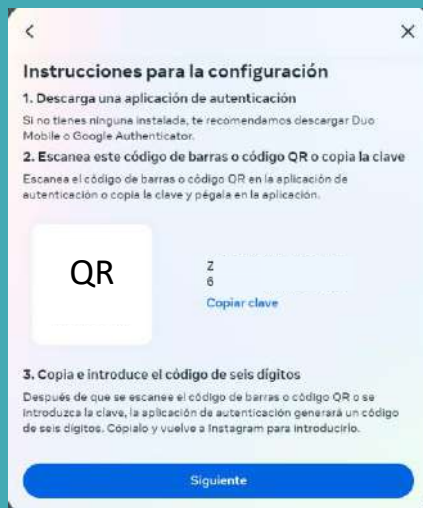 Instrucciones para la configuración
1. Descarga una aplicación de autenticación
Si no tienes ninguna instalada, te recomendamos descargar Duo
Mobile o Google Authenticator.
2. Escanea este código de barras o código QR o copia la clave
Escanea el código de barras o código QR en la aplicación de
autenticación o copia la clave y pégala en la aplicación.
QR
Z
6
Copiar clave
3. Copia e introduce el código de seis dígitos
Después de que se escanee el código de barras o código QR o se
introduzca la clave, la aplicación de autenticación generará un código
de seis dígitos. Cópialo y vuelve a Instagram para introducirlo.
Siguiente